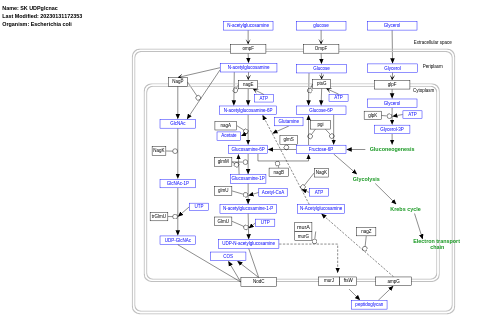 Name: SK UDPglcnac
Last Modified: 20230131172353
Organism: Escherichia coli
N-acetylglucosamine
glucose
Glycerol
Extracellular space
ompF
OmpF
Periplasm
N-acetylglucosamine
Glucose
Glycerol
NagP
nagE
ptsG
glpF
Cytoplasm
ATP
ATP
Glycerol
N-acetylglucosamine-6P
Glucose-6P
glpK
ATP
GlcNAc
nagA
Glutamine
pgi
Glycerol-3P
Acetate
glmS
NagK
Glucosamine-6P
Fructose-6P
Gluconeogenesis
glmM
nagB
NagK
Glucosamine-1P
Glycolysis
GlcNAc-1P
glmU
Acetyl-CoA
ATP
UTP
N-acetylglucosamine-1-P
N-Acetylglucosamine
Krebs cycle
GlmU
UTP
murA
murG
nagZ
UDP-GlcNAc
UDP-N-acetylglucosamine
Electron transport
chain
COS
NodC
murJ
ftsW
ampG
peptidoglycan